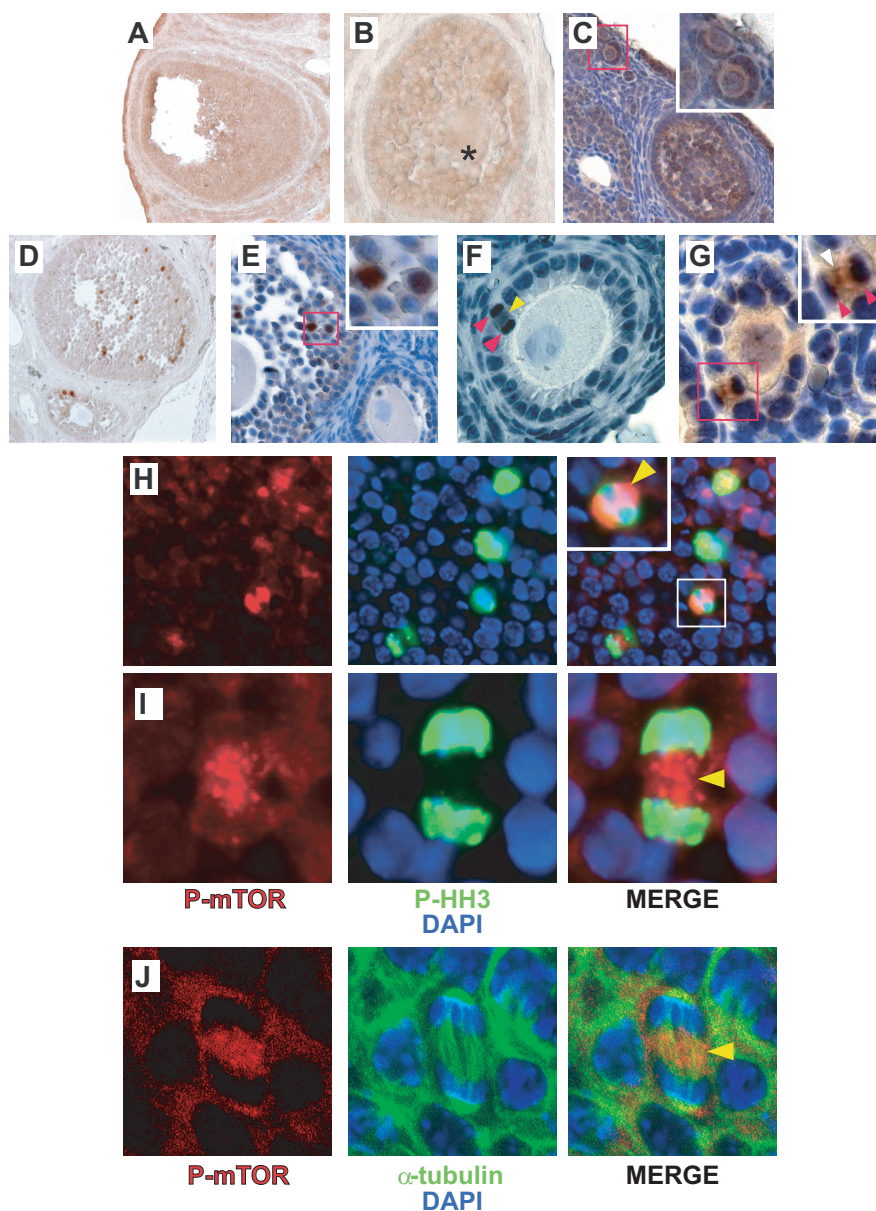 A B C
*
D E F G
H
I
P-mTOR P-HH3 MERGE
DAPI
J
P-mTOR α-tubulin MERGE
DAPI